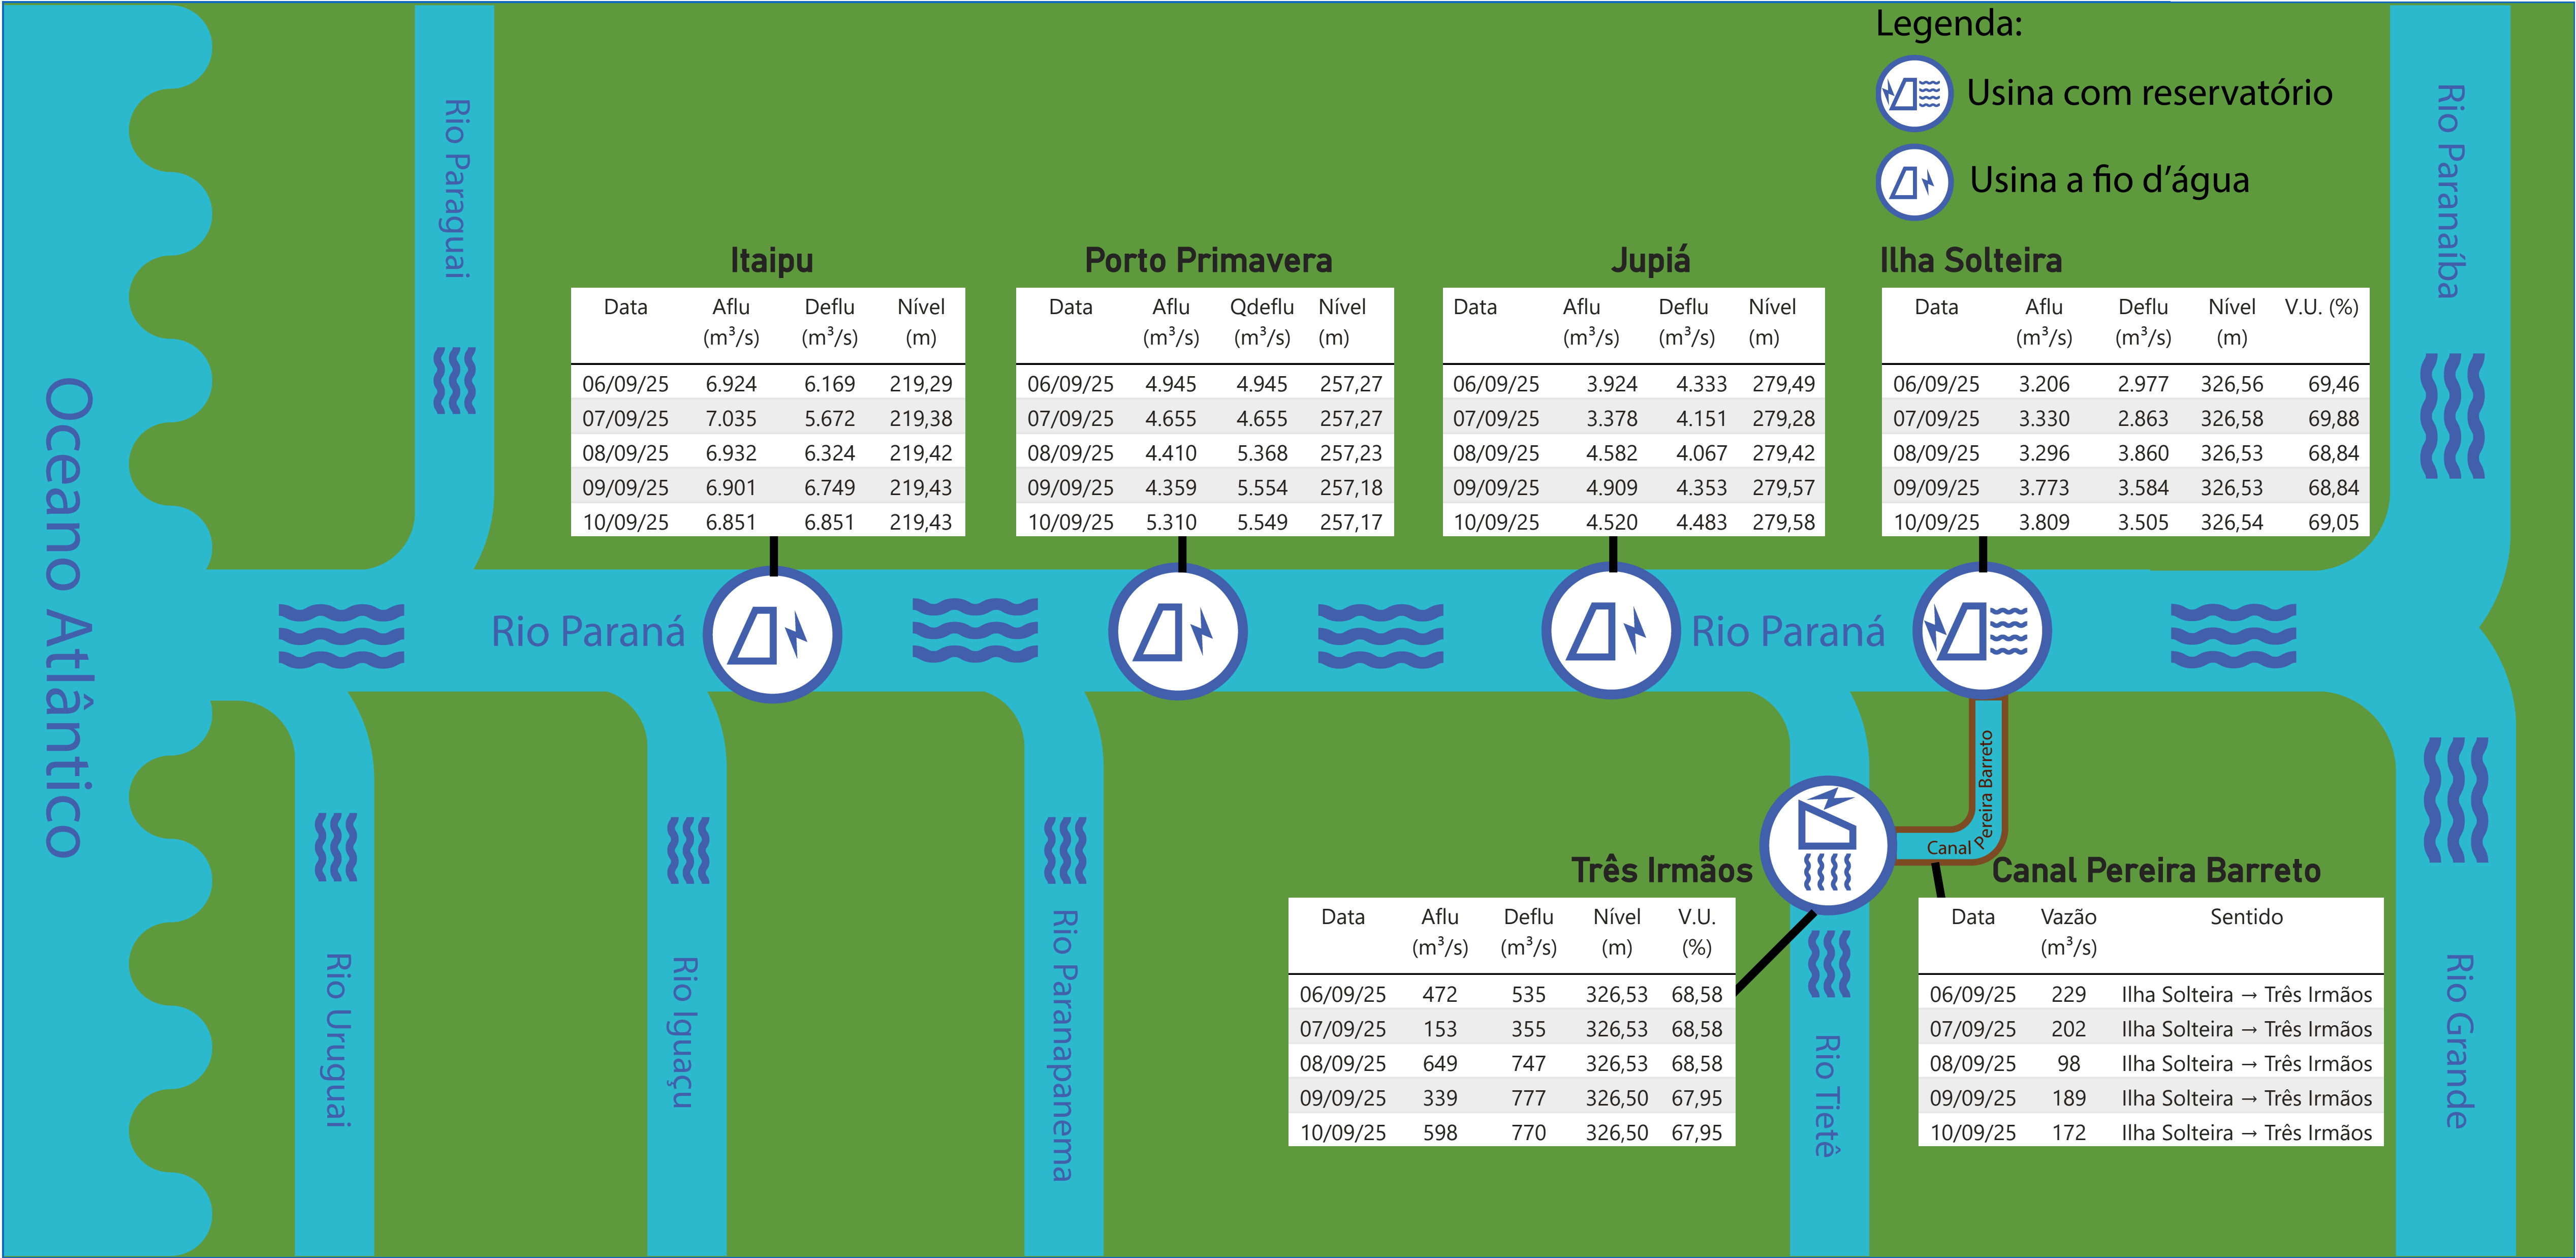 Legenda:
Usina com reservatório
Usina a fio d’água
Oceano Atlântico
Rio Paraguai
Rio Paranaíba
Itaipu
Data Aflu (m³/s) Deflu (m³/s) Nível (m)
06/09/25 6.924 6.169 219,29
07/09/25 7.035 5.672 219,38
08/09/25 6.932 6.324 219,42
09/09/25 6.901 6.749 219,43
10/09/25 6.851 6.851 219,43
Porto Primavera
Data Aflu (m³/s) Qdeflu (m³/s) Nível (m)
06/09/25 4.945 4.945 257,27
07/09/25 4.655 4.655 257,27
08/09/25 4.410 5.368 257,23
09/09/25 4.359 5.554 257,18
10/09/25 5.310 5.549 257,17
Jupiá
Data Aflu (m³/s) Deflu (m³/s) Nível (m)
06/09/25 3.924 4.333 279,49
07/09/25 3.378 4.151 279,28
08/09/25 4.582 4.067 279,42
09/09/25 4.909 4.353 279,57
10/09/25 4.520 4.483 279,58
Ilha Solteira
Data Aflu (m³/s) Deflu (m³/s) Nível (m) V.U. (%)
06/09/25 3.206 2.977 326,56 69,46
07/09/25 3.330 2.863 326,58 69,88
08/09/25 3.296 3.860 326,53 68,84
09/09/25 3.773 3.584 326,53 68,84
10/09/25 3.809 3.505 326,54 69,05
Rio Paraná
Rio Paraná
Canal Pereira Barreto
Três Irmãos
Data Aflu (m³/s) Deflu (m³/s) Nível (m) V.U. (%)
06/09/25 472 535 326,53 68,58
07/09/25 153 355 326,53 68,58
08/09/25 649 747 326,53 68,58
09/09/25 339 777 326,50 67,95
10/09/25 598 770 326,50 67,95
Canal Pereira Barreto
Data Vazão (m³/s) Sentido
06/09/25 229 Ilha Solteira → Três Irmãos
07/09/25 202 Ilha Solteira → Três Irmãos
08/09/25 98 Ilha Solteira → Três Irmãos
09/09/25 189 Ilha Solteira → Três Irmãos
10/09/25 172 Ilha Solteira → Três Irmãos
Rio Uruguai
Rio Iguaçu
Rio Paranapanema
Rio Tietê
Rio Grande